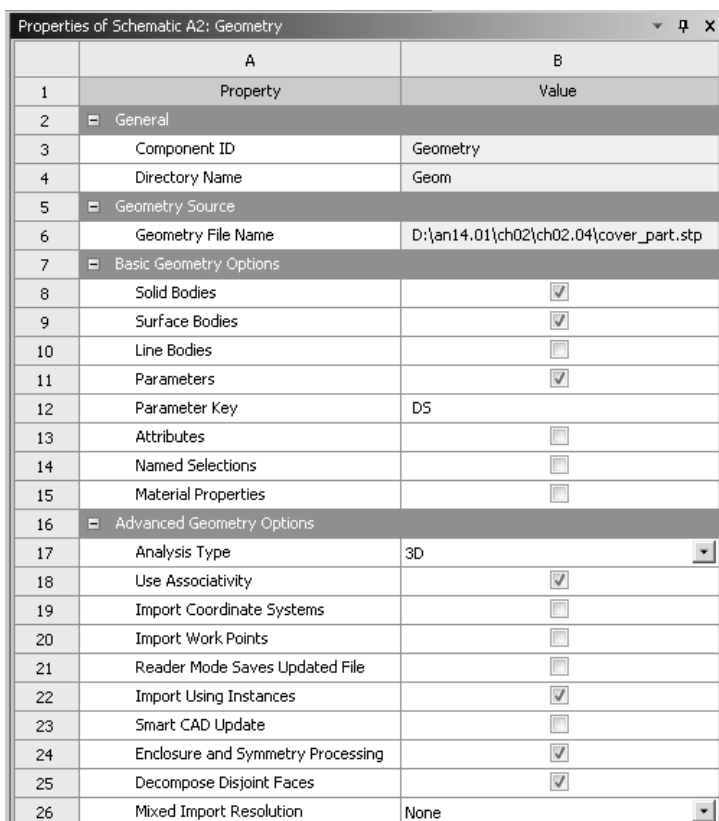 Properties of Schematic A2: Geometry
A B
1 Property Value
2 General
3 Component ID Geometry
4 Directory Name Geom
5 Geometry Source
6 Geometry File Name D:\an14.01\ch02\ch02.04\cover_part.stp
7 Basic Geometry Options
8 Solid Bodies
9 Surface Bodies
10 Line Bodies
11 Parameters
12 Parameter Key DS
13 Attributes
14 Named Selections
15 Material Properties
16 Advanced Geometry Options
17 Analysis Type 3D
18 Use Associativity
19 Import Coordinate Systems
20 Import Work Points
21 Reader Mode Saves Updated File
22 Import Using Instances
23 Smart CAD Update
24 Enclosure and Symmetry Processing
25 Decompose Disjoint Faces
26 Mixed Import Resolution None